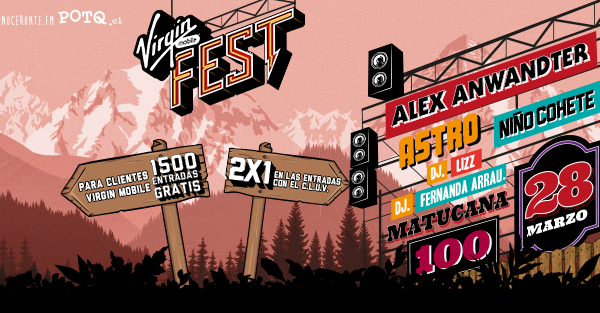 NOCERONTE.FM POTQ.cl
Virgin
mobile
FEST
PARA CLIENTES
VIRGIN MOBILE
1500
ENTRADAS
GRATIS
2X1
EN LAS ENTRADAS
CON EL C.L.U.V.
ALEX ANWANDTER
ASTRO
NIÑO COHETE
DJ. LIZZ
DJ. FERNANDA ARRAU.
MATUCANA
100
28
MARZO